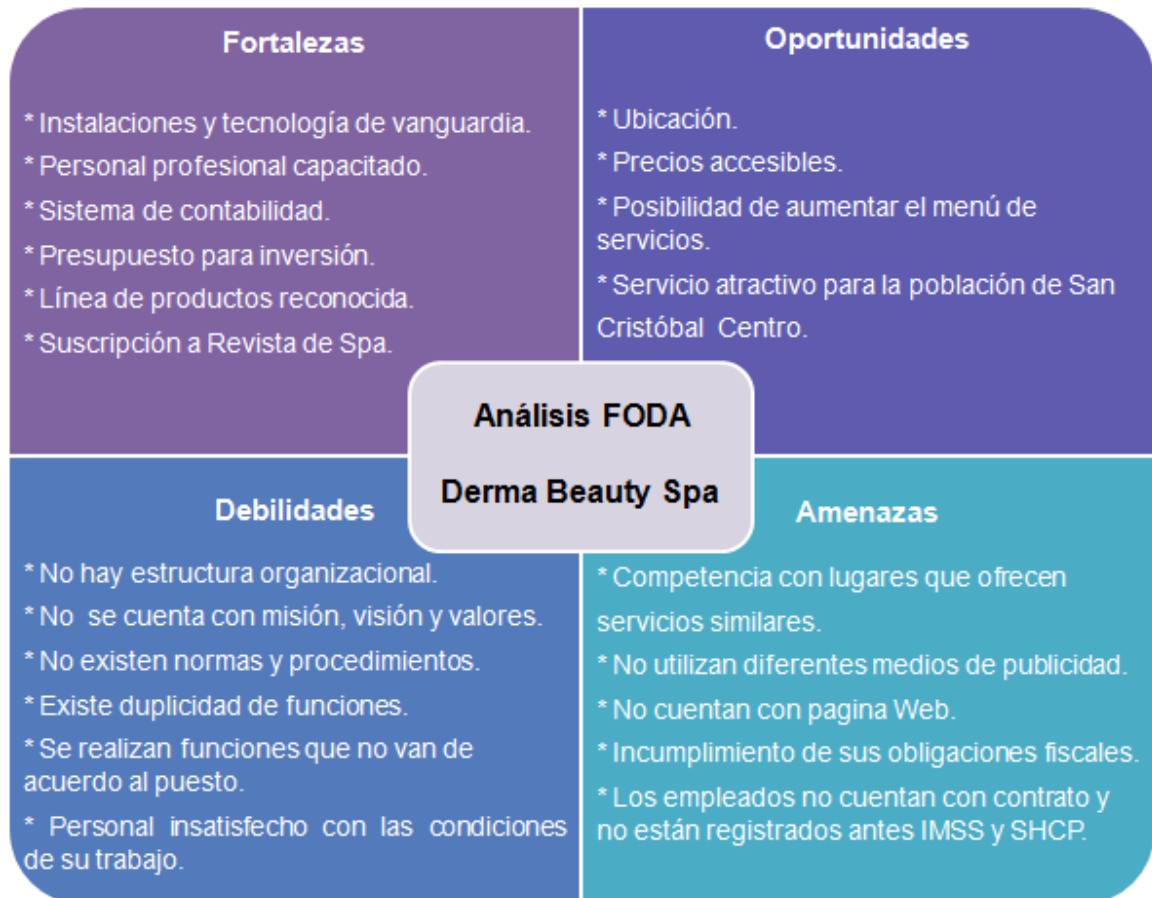 Fortalezas
* Instalaciones y tecnología de vanguardia.
* Personal profesional capacitado.
* Sistema de contabilidad.
* Presupuesto para inversión.
* Línea de productos reconocida.
* Suscripción a Revista de Spa.
Oportunidades
* Ubicación.
* Precios accesibles.
* Posibilidad de aumentar el menú de
servicios.
* Servicio atractivo para la población de San
Cristóbal Centro.
Análisis FODA
Derma Beauty Spa
Debilidades
* No hay estructura organizacional.
* No se cuenta con misión, visión y valores.
* No existen normas y procedimientos.
* Existe duplicidad de funciones.
* Se realizan funciones que no van de
acuerdo al puesto.
* Personal insatisfecho con las condiciones
de su trabajo.
Amenazas
* Competencia con lugares que ofrecen
servicios similares.
* No utilizan diferentes medios de publicidad.
* No cuentan con pagina Web.
* Incumplimiento de sus obligaciones fiscales.
* Los empleados no cuentan con contrato y
no están registrados antes IMSS y SHCP.